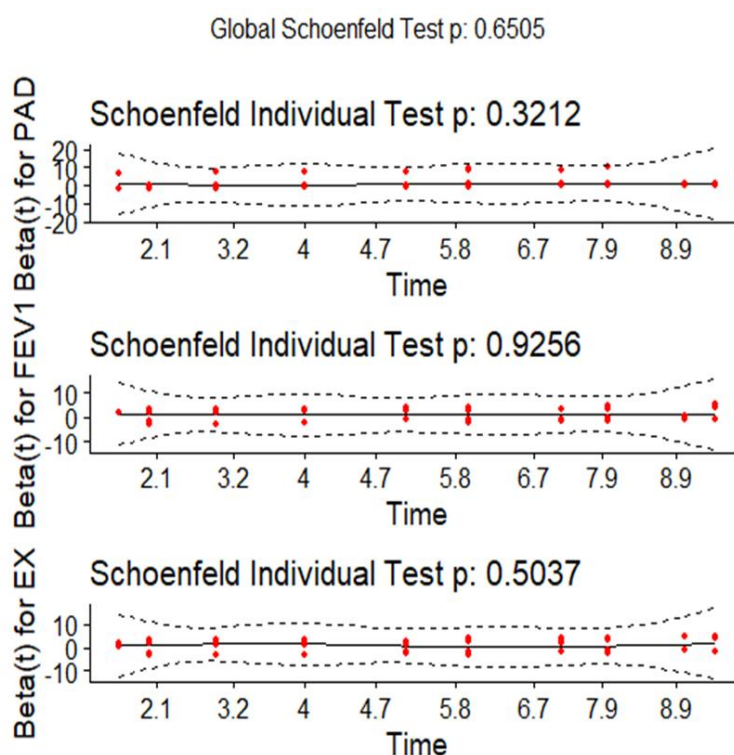 Global Schoenfeld Test p: 0.6505
Schoenfeld Individual Test p: 0.3212
Beta(t) for PAD
20
10
0
-10
-20
2.1 3.2 4 4.7 5.8 6.7 7.9 8.9
Time
Schoenfeld Individual Test p: 0.9256
Beta(t) for FEV1
10
0
-10
2.1 3.2 4 4.7 5.8 6.7 7.9 8.9
Time
Schoenfeld Individual Test p: 0.5037
Beta(t) for EX
10
0
-10
2.1 3.2 4 4.7 5.8 6.7 7.9 8.9
Time